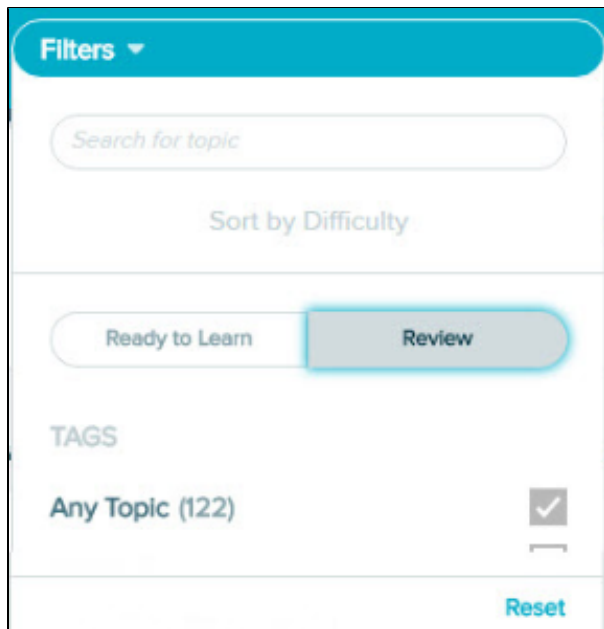 Filters
Search for topic
Sort by Difficulty
Ready to Learn
Review
TAGS
Any Topic (122)
Reset